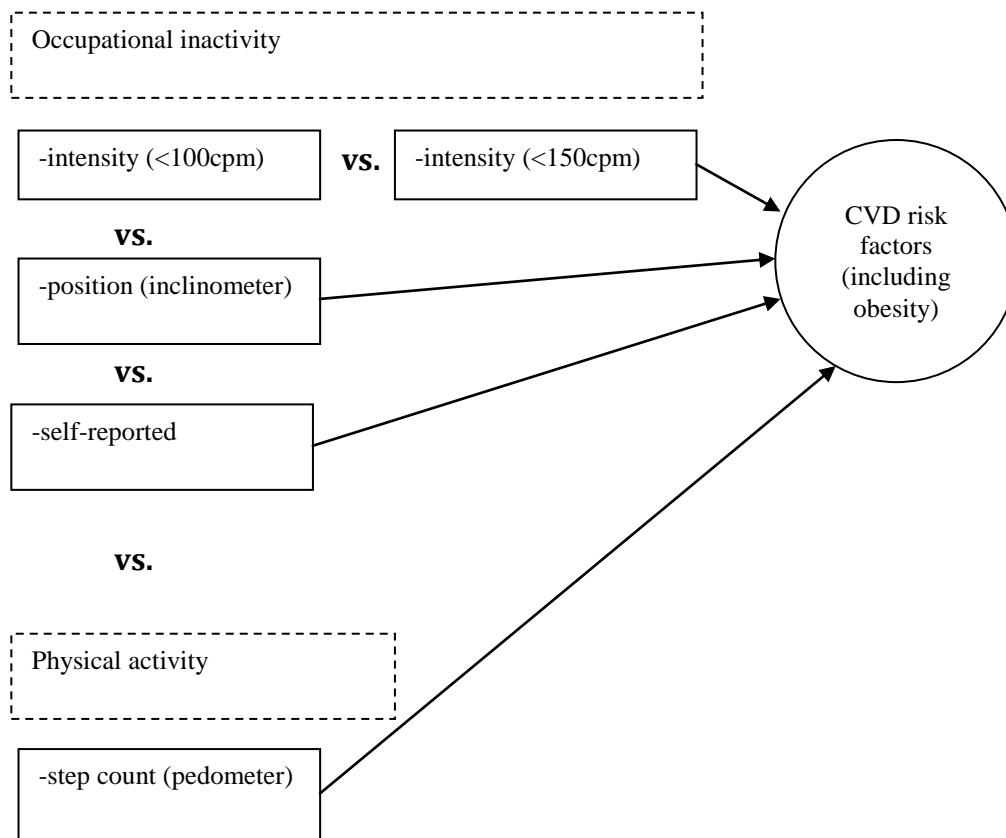 Occupational inactivity
-intensity (<100cpm)
vs.
-intensity (<150cpm)
CVD risk
factors
(including
obesity)
vs.
-position (inclinometer)
vs.
-self-reported
vs.
Physical activity
-step count (pedometer)